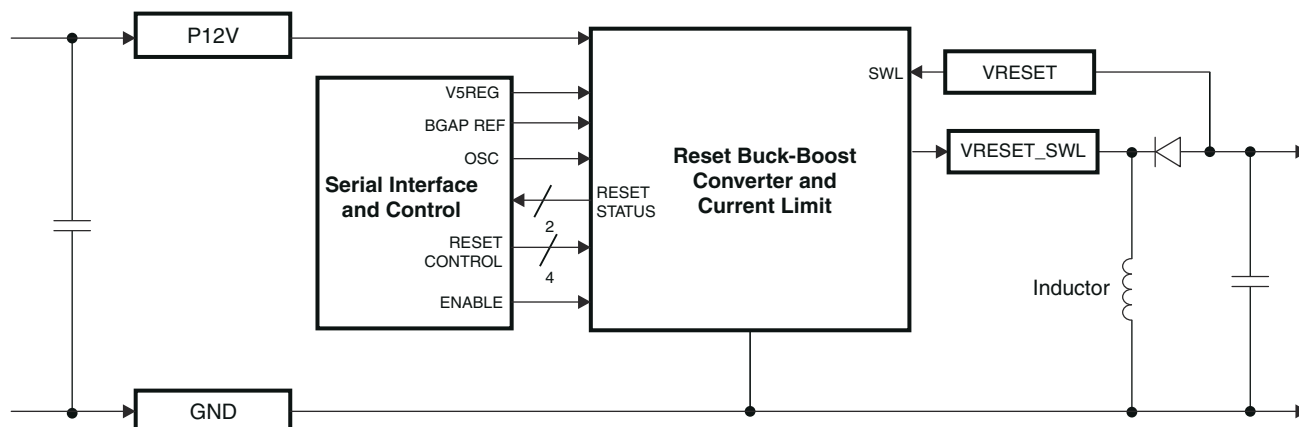 P12V
SWL
VRESET
V5REG
BGAP REF
OSC
Serial Interface
and Control
RESET
STATUS
2
RESET
CONTROL
4
ENABLE
Reset Buck-Boost
Converter and
Current Limit
VRESET_SWL
Inductor
GND